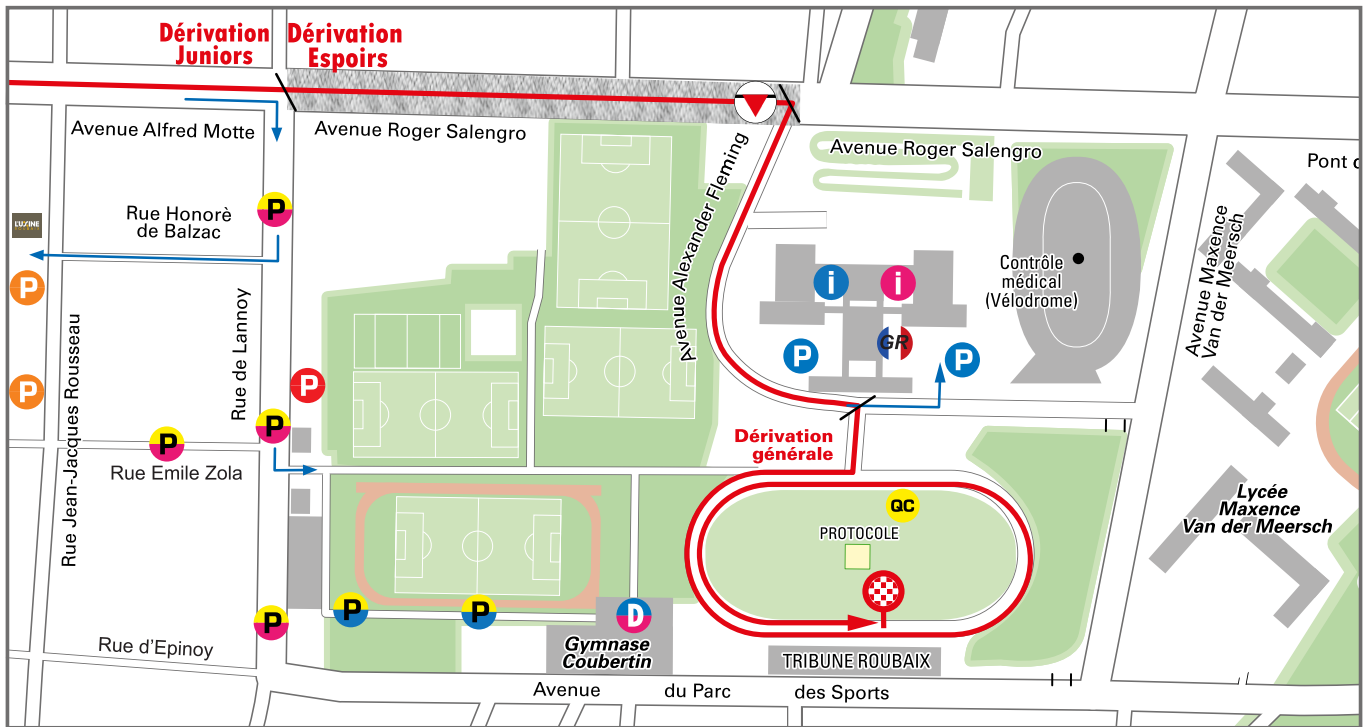 Dérivation
Juniors
Dérivation
Espoirs
Avenue Alfred Motte
Avenue Roger Salengro
Avenue Roger Salengro
Pont d
Avenue Alexander Fleming
P
Rue Honorè
de Balzac
L'USINE
ROUBAIX
P
i
i
Contrôle
médical
(Vélodrome)
Avenue Maxence
Van der Meersch
GR
P
P
Rue de Lannoy
Rue Jean-Jacques Rousseau
P
P
P
P
Rue Emile Zola
Dérivation
générale
QC
PROTOCOLE
Lycée
Maxence
Van der Meersch
P
P
P
D
Gymnase
Coubertin
Rue d'Epinoy
TRIBUNE ROUBAIX
Avenue du Parc des Sports